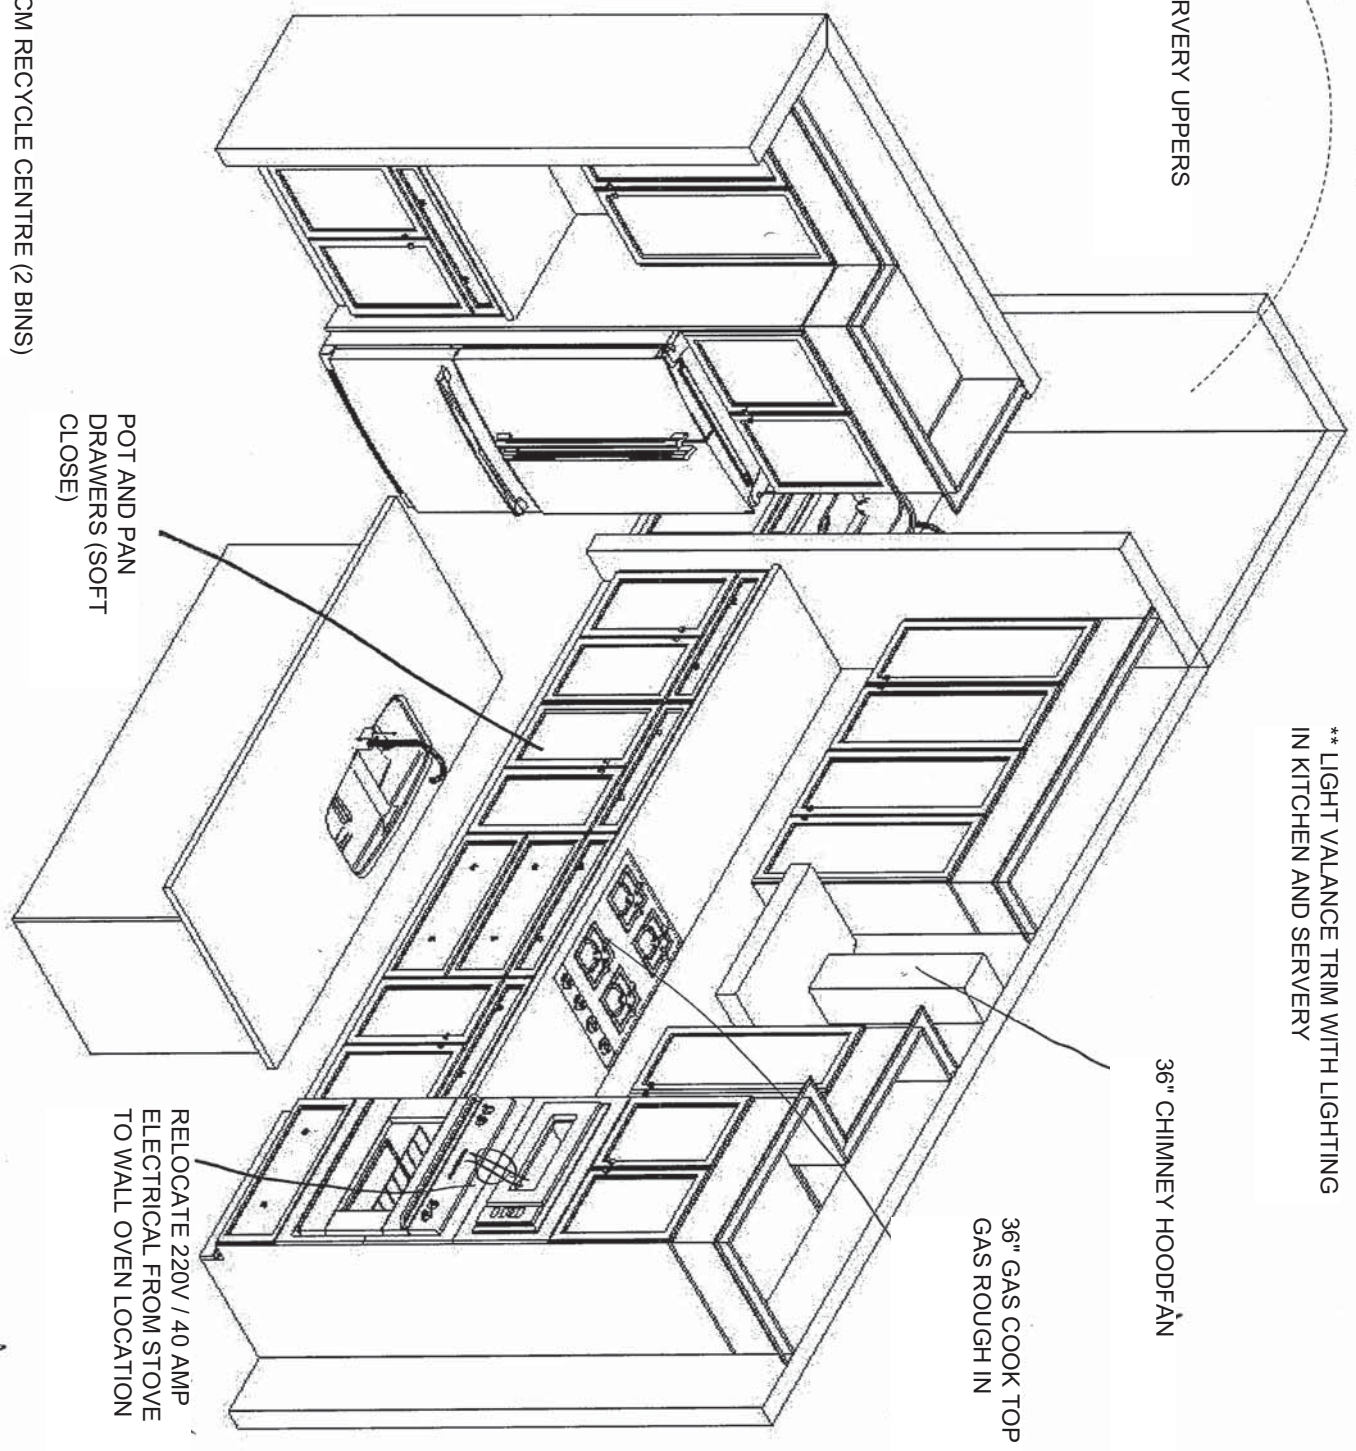 ** LIGHT VALANCE TRIM WITH LIGHTING
IN KITCHEN AND SERVERY
RVERY UPPERS
36" CHIMNEY HOODFAN
36" GAS COOK TOP
GAS ROUGH IN
RELOCATE 220V / 40 AMP
ELECTRICAL FROM STOVE
TO WALL OVEN LOCATION
POT AND PAN
DRAWERS (SOFT
CLOSE)
CM RECYCLE CENTRE (2 BINS)